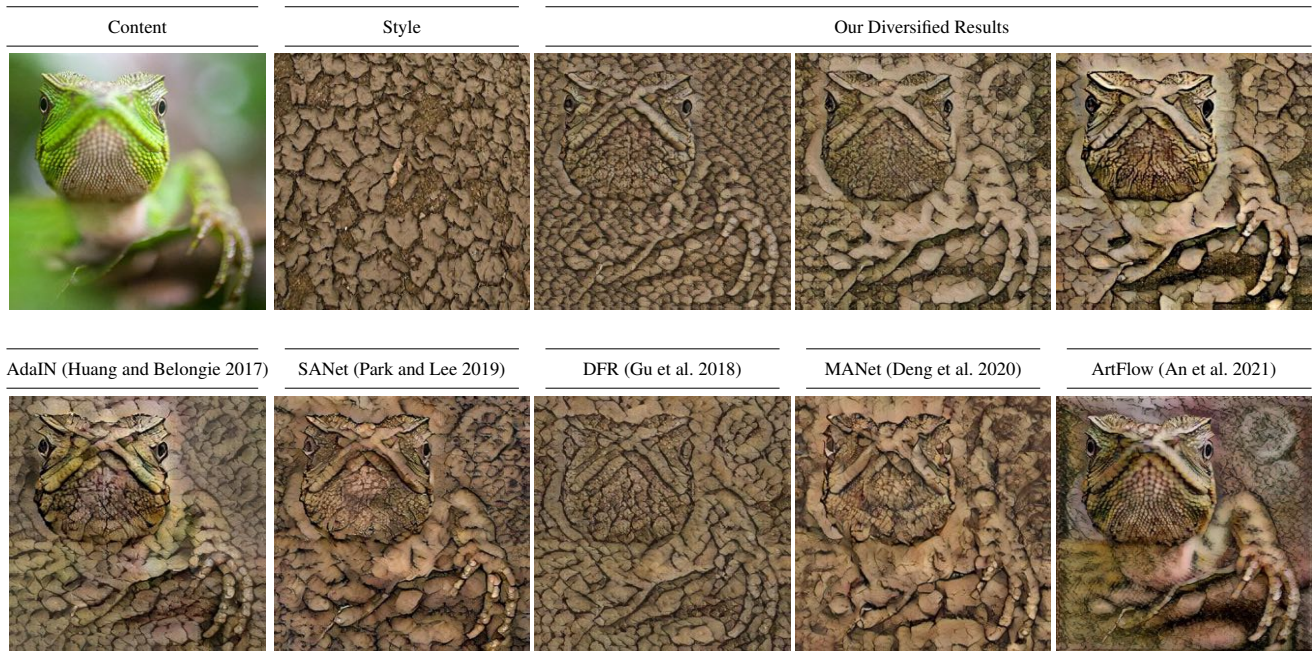 Content
Style
Our Diversified Results
AdaIN (Huang and Belongie 2017)
SANet (Park and Lee 2019)
DFR (Gu et al. 2018)
MANet (Deng et al. 2020)
ArtFlow (An et al. 2021)